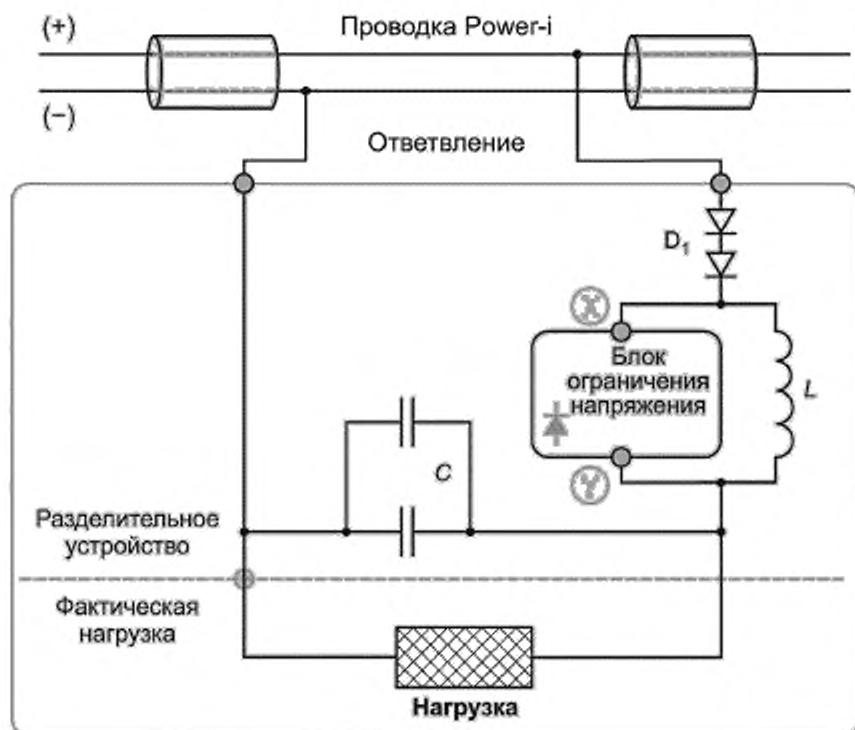 (+)
Проводка Power-i
(−)
Ответвление
D₁
X
Блок
ограничения
напряжения
L
Y
C
Разделительное
устройство
Фактическая
нагрузка
Нагрузка